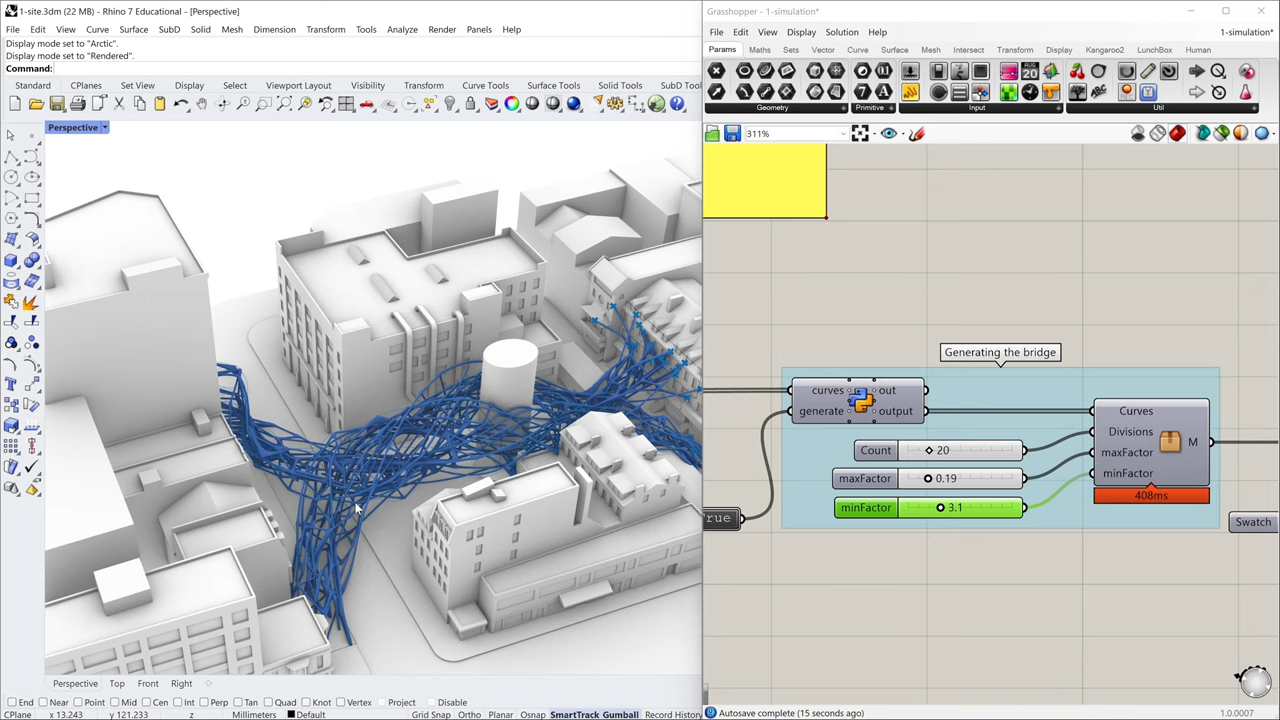 1-site.3dm (22 MB) - Rhino 7 Educational - [Perspective]
File Edit View Curve Surface SubD Solid Mesh Dimension Transform Tools Analyze Render Panels Help
Display mode set to "Arctic".
Display mode set to "Rendered".
Command:
Standard CPlanes Set View Display Select Viewport Layout Visibility Transform Curve Tools Surface Tools Solid Tools SubD Tools
Perspective
Perspective Top Front Right
End Near Point Mid Cen Int Perp Tan Quad Knot Vertex Project Disable
CPlane x 13.243 y 121.233 z Millimeters Default Grid Snap Ortho Planar Osnap SmartTrack Gumball Record History
Grasshopper - 1-simulation*
File Edit View Display Solution Help 1-simulation*
Params Maths Sets Vector Curve Surface Mesh Intersect Transform Display Kangaroo2 LunchBox Human
Geometry Primitive Input Util
311%
Generating the bridge
curves out
generate output
Curves
Divisions
maxFactor
minFactor
M
408ms
Count 20
maxFactor 0.19
minFactor 3.1
True
Swatch
Autosave complete (15 seconds ago) 1.0.0007